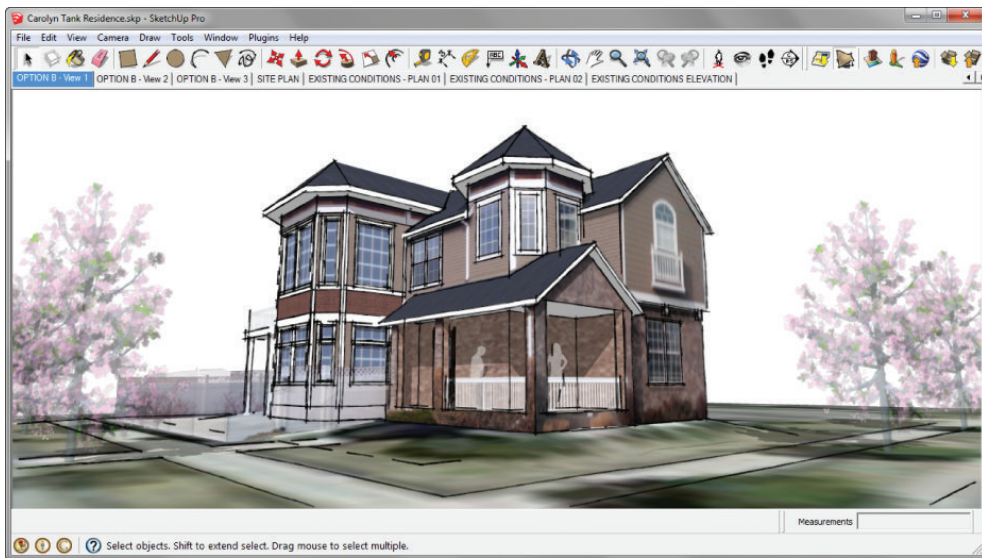 Carolyn Tank Residence.skp - SketchUp Pro
File Edit View Camera Draw Tools Window Plugins Help
ABC
OPTION B - View 1 OPTION B - View 2 OPTION B - View 3 SITE PLAN EXISTING CONDITIONS - PLAN 01 EXISTING CONDITIONS - PLAN 02 EXISTING CONDITIONS ELEVATION
Measurements
Select objects. Shift to extend select. Drag mouse to select multiple.